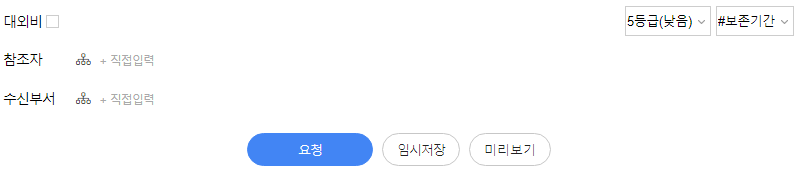 대외비 5등급(낮음) #보존기간
참조자 + 직접입력
수신부서 + 직접입력
요청 임시저장 미리보기